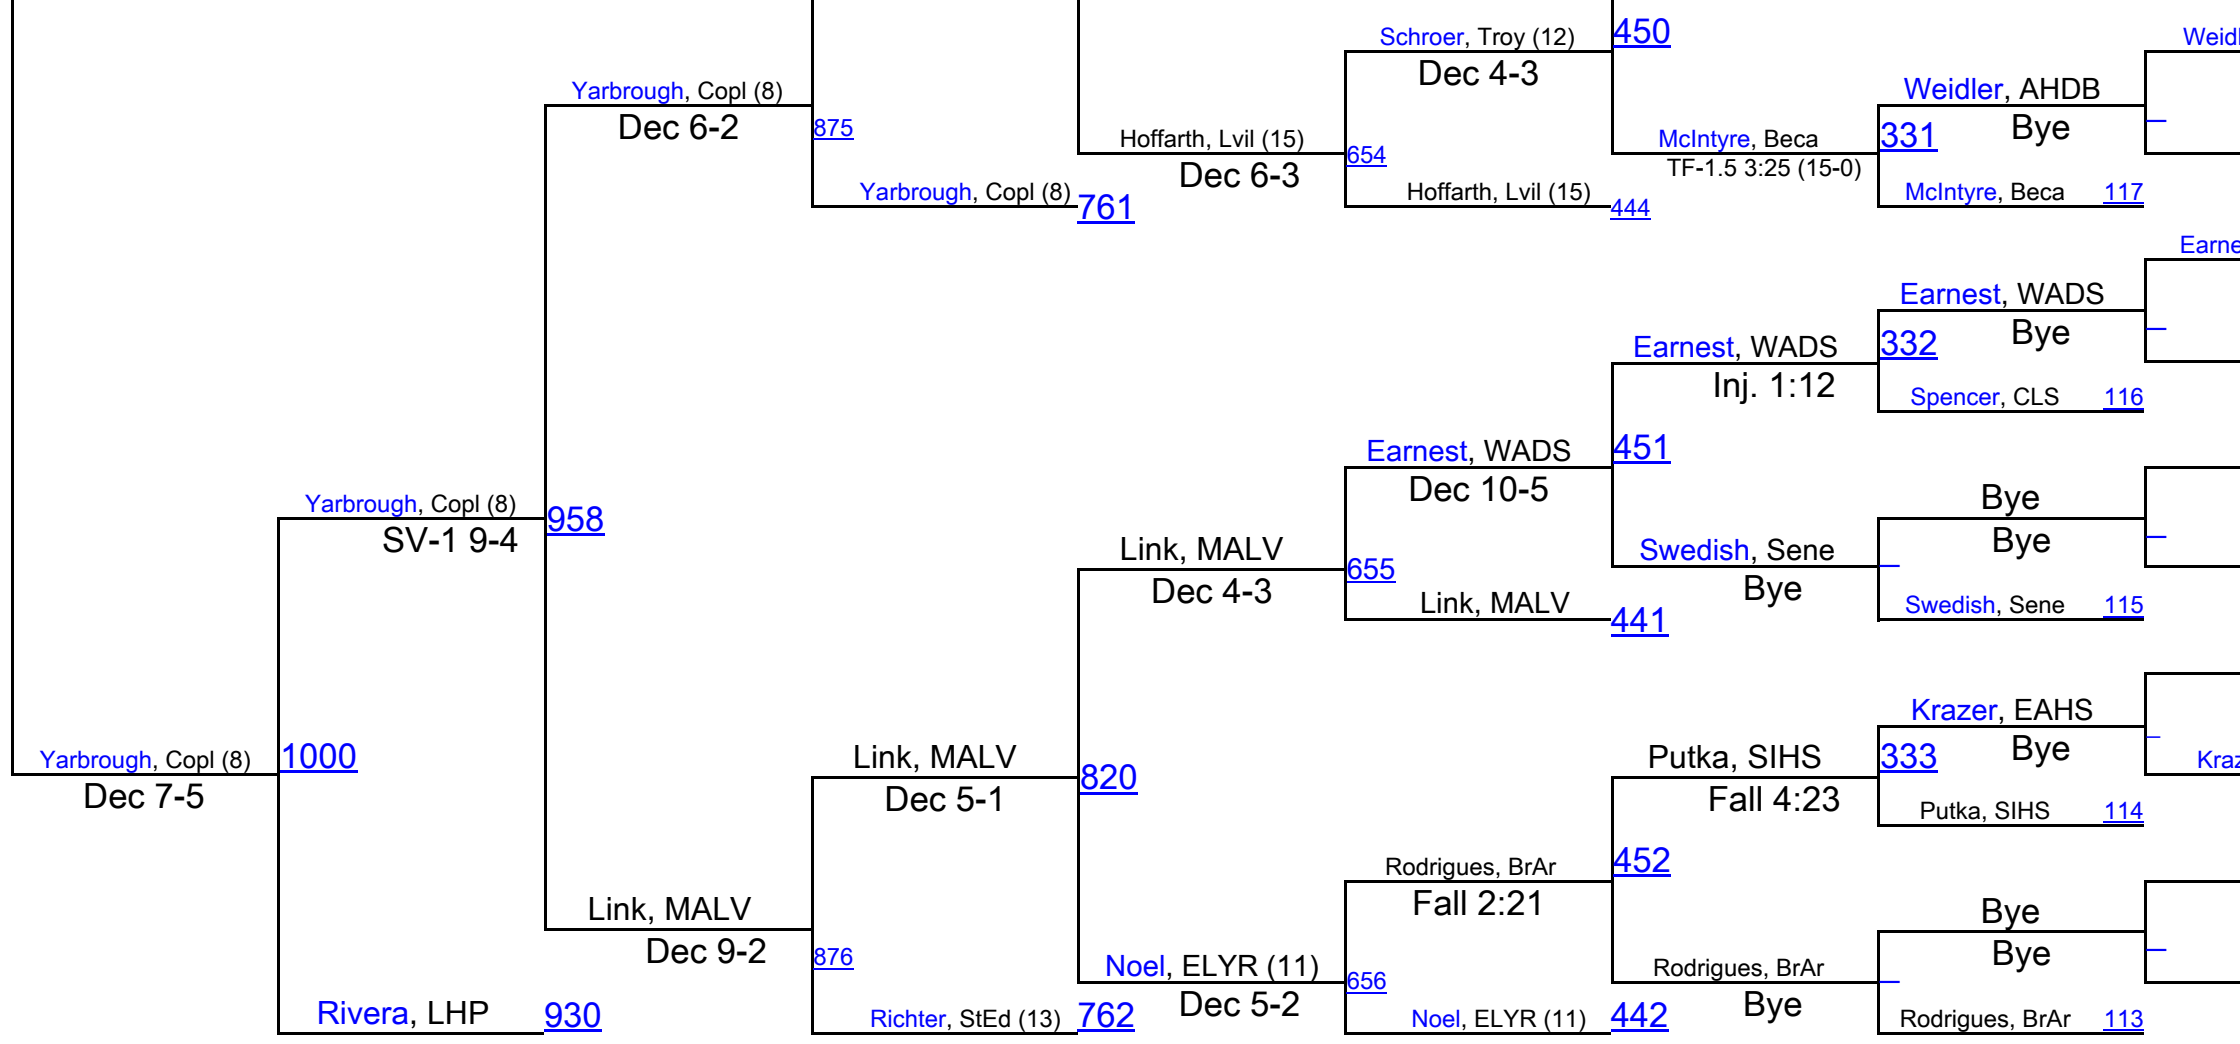 Schroer, Troy (12)
450
Weidl
Dec 4-3
Yarbrough, Copl (8)
Weidler, AHDB
Dec 6-2
875
Hoffarth, Lvil (15)
654
McIntyre, Beca
331
Bye
Dec 6-3
TF-1.5 3:25 (15-0)
Yarbrough, Copl (8)
761
Hoffarth, Lvil (15)
444
McIntyre, Beca
117
Earne
Earnest, WADS
Earnest, WADS
332
Bye
Inj. 1:12
Spencer, CLS
116
Earnest, WADS
451
Dec 10-5
Yarbrough, Copl (8)
958
Bye
SV-1 9-4
Bye
Link, MALV
Swedish, Sene
655
Dec 4-3
Link, MALV
441
Bye
Swedish, Sene
115
Krazer, EAHS
Yarbrough, Copl (8)
1000
Link, MALV
820
Putka, SIHS
333
Bye
Kraz
Dec 7-5
Dec 5-1
Fall 4:23
Putka, SIHS
114
Rodrigues, BrAr
452
Fall 2:21
Link, MALV
Bye
Dec 9-2
876
Bye
Noel, ELYR (11)
656
Rodrigues, BrAr
Dec 5-2
Bye
Rivera, LHP
930
Richter, StEd (13)
762
Noel, ELYR (11)
442
Rodrigues, BrAr
113